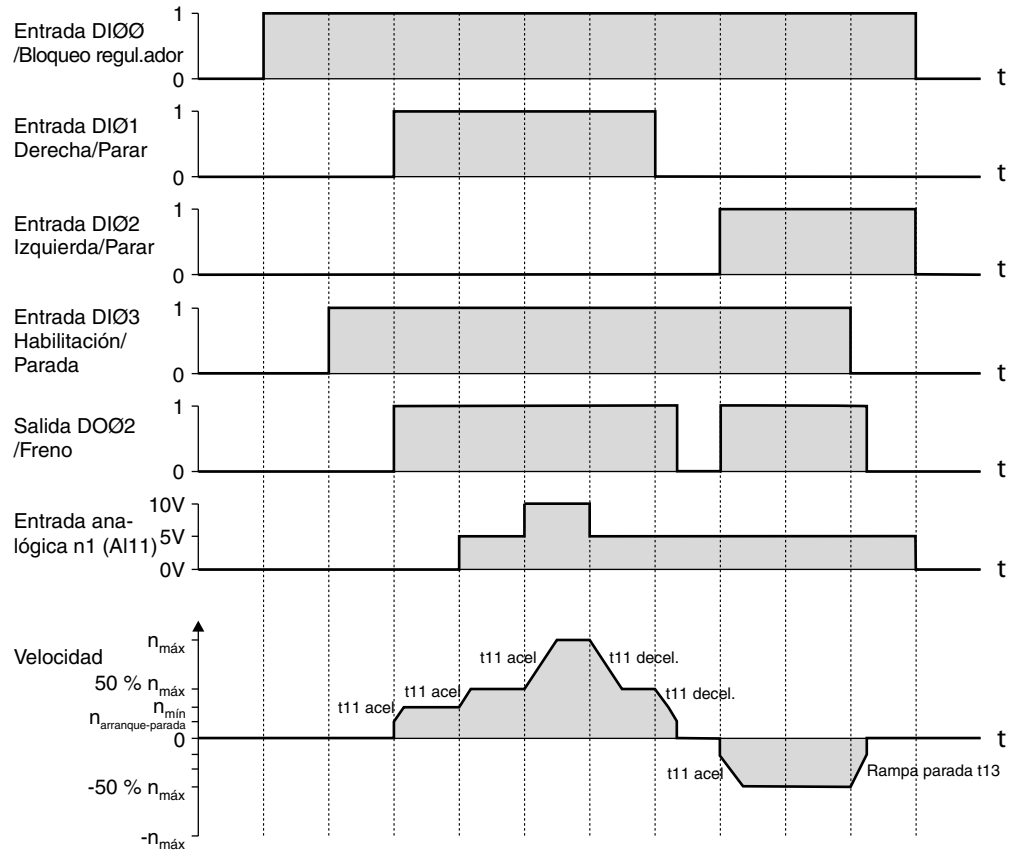 1
Entrada DIØØ
/Bloqueo regul.ador
0
t
1
Entrada DIØ1
Derecha/Parar
0
t
1
Entrada DIØ2
Izquierda/Parar
0
t
1
Entrada DIØ3
Habilitación/
Parada
0
t
1
Salida DOØ2
/Freno
0
t
10V
Entrada ana-
lógica n1 (AI11)
5V
0V
t
Velocidad
nmáx
50 % nmáx
nmín
narranque-parada
0
-50 % nmáx
-nmáx
t11 acel
t11 acel
t11 acel
t11 decel.
t11 decel.
t
t11 acel
Rampa parada t13